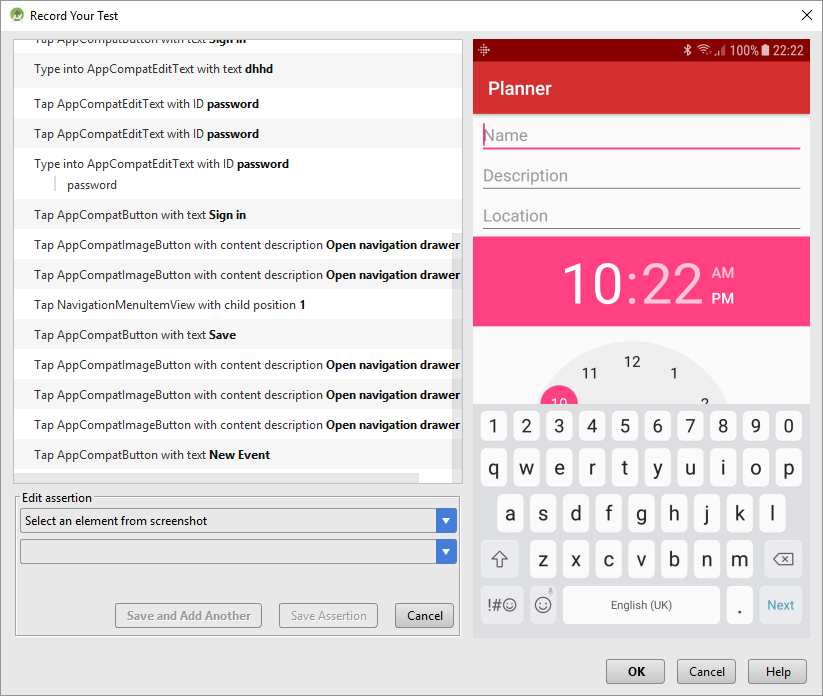 Record Your Test
Tap AppCompatButton with text Sign in
Type into AppCompatEditText with text dhhd
Tap AppCompatEditText with ID password
Tap AppCompatEditText with ID password
Type into AppCompatEditText with ID password
password
Tap AppCompatButton with text Sign in
Tap AppCompatImageButton with content description Open navigation drawer
Tap AppCompatImageButton with content description Open navigation drawer
Tap NavigationMenuItemView with child position 1
Tap AppCompatButton with text Save
Tap AppCompatImageButton with content description Open navigation drawer
Tap AppCompatImageButton with content description Open navigation drawer
Tap AppCompatImageButton with content description Open navigation drawer
Tap AppCompatButton with text New Event
Edit assertion
Select an element from screenshot
Save and Add Another
Save Assertion
Cancel
100% 22:22
Planner
Name
Description
Location
10:22 AM
PM
11 12 1
10 2
1 2 3 4 5 6 7 8 9 0
q w e r t y u i o p
a s d f g h j k l
z x c v b n m
!#☺ English (UK) . Next
OK Cancel Help